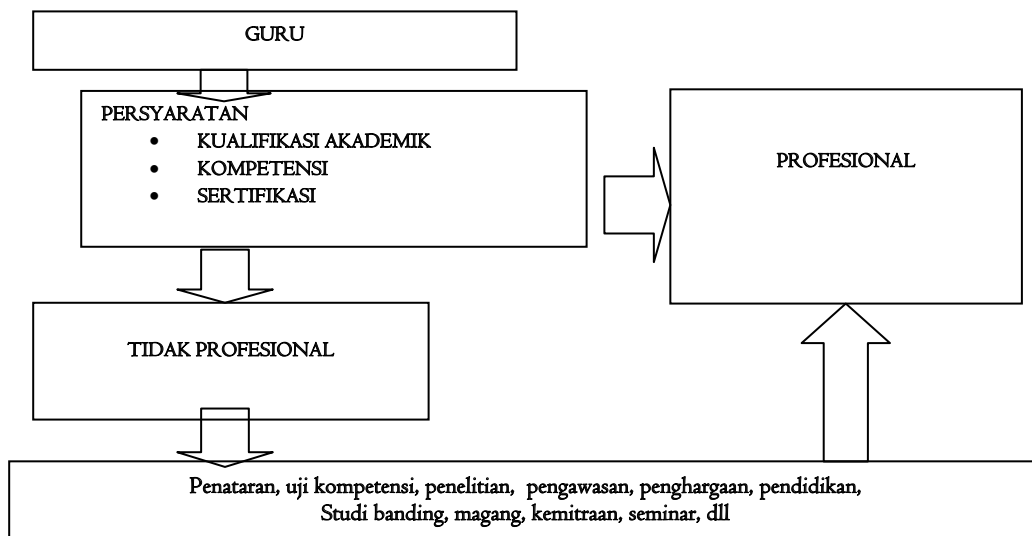 GURU
PERSYARATAN
• KUALIFIKASI AKADEMIK
• KOMPETENSI
• SERTIFIKASI
PROFESIONAL
TIDAK PROFESIONAL
Penataran, uji kompetensi, penelitian, pengawasan, penghargaan, pendidikan,
Studi banding, magang, kemitraan, seminar, dll